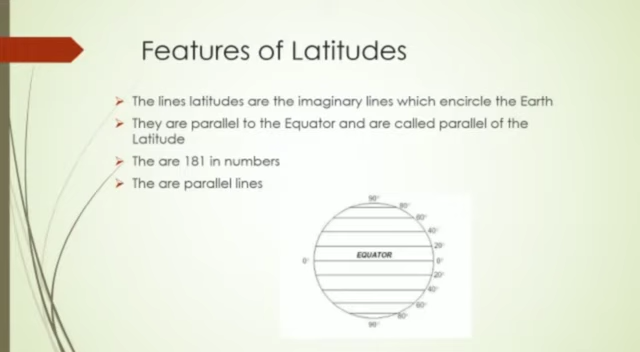 Features of Latitudes
The lines latitudes are the imaginary lines which encircle the Earth
They are parallel to the Equator and are called parallel of the
Latitude
The are 181 in numbers
The are parallel lines
90°
80°
60°
40°
20°
EQUATOR
0° 0°
20°
40°
60°
80°
90°